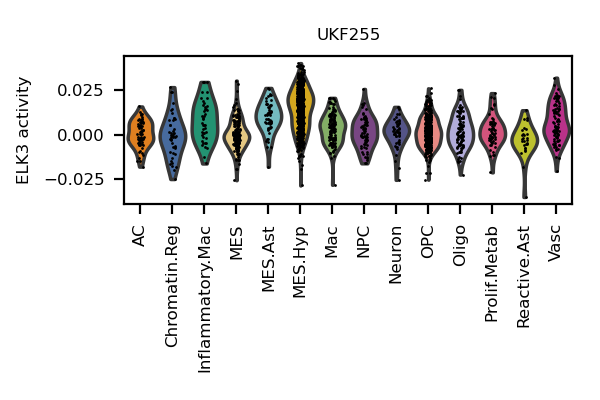 UKF255
ELK3 activity
0.025
0.000
−0.025
AC
Chromatin.Reg
Inflammatory.Mac
MES
MES.Ast
MES.Hyp
Mac
NPC
Neuron
OPC
Oligo
Prolif.Metab
Reactive.Ast
Vasc